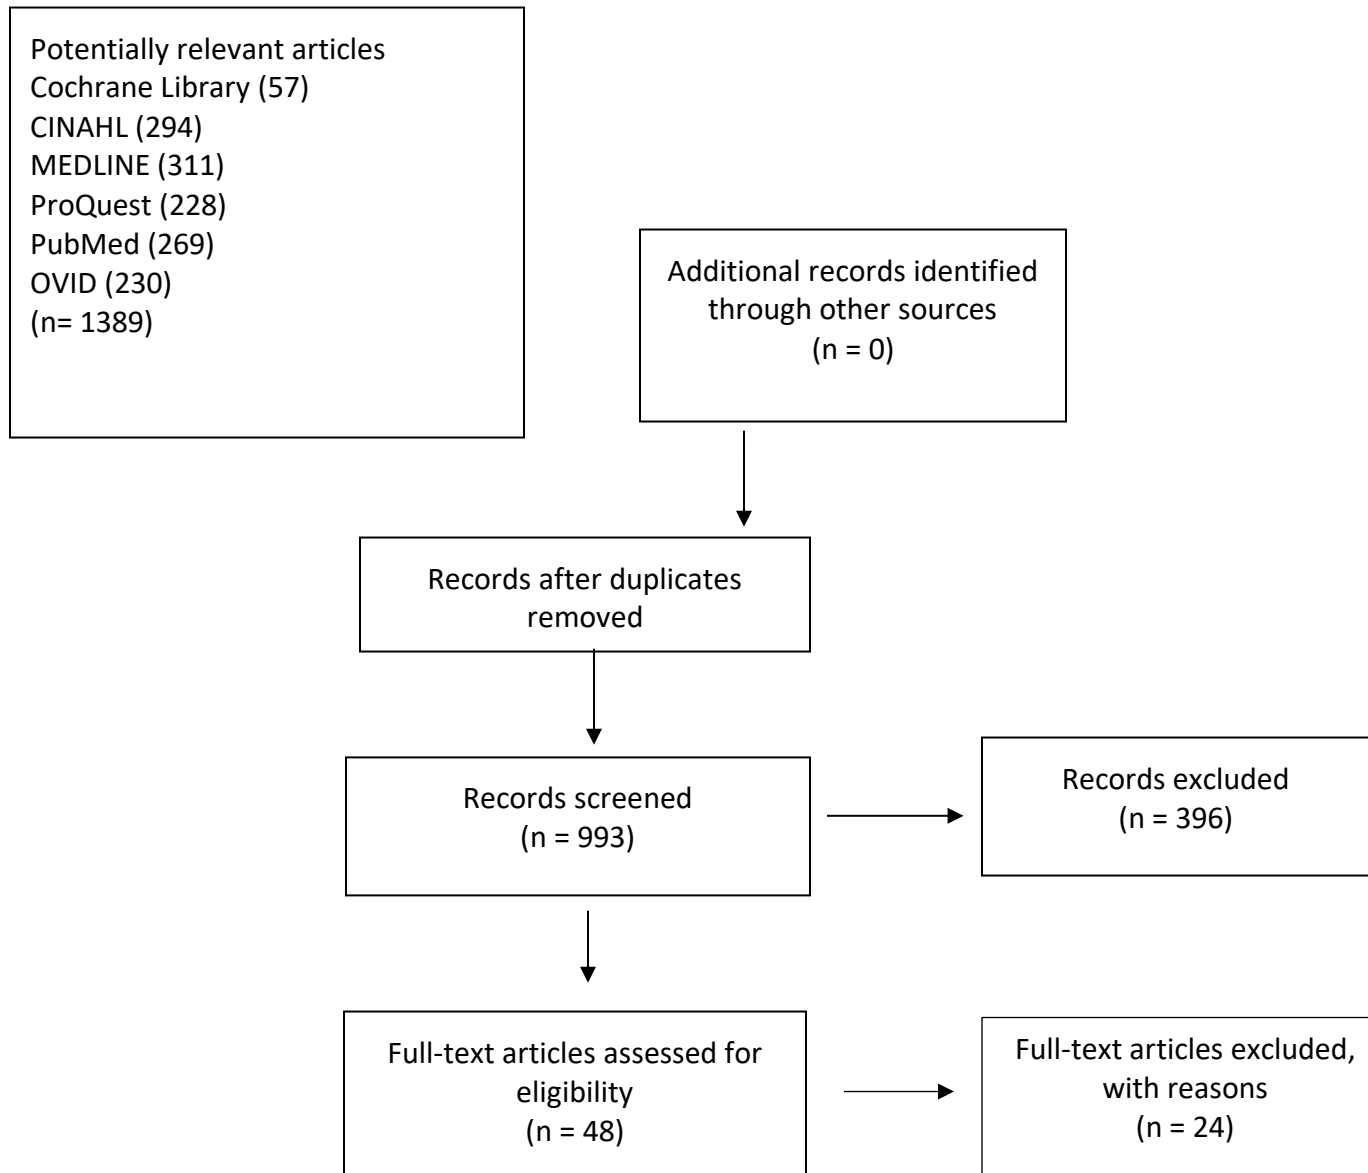 Potentially relevant articles
Cochrane Library (57)
CINAHL (294)
MEDLINE (311)
ProQuest (228)
PubMed (269)
OVID (230)
(n= 1389)
Additional records identified
through other sources
(n = 0)
Records after duplicates
removed
Records screened
(n = 993)
Records excluded
(n = 396)
Full-text articles assessed for
eligibility
(n = 48)
Full-text articles excluded,
with reasons
(n = 24)